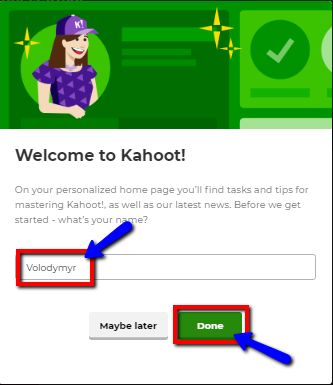 K!
Welcome to Kahoot!
On your personalized home page you'll find tasks and tips for
mastering Kahoot!, as well as our latest news. Before we get
started - what's your name?
Volodymyr
Maybe later
Done